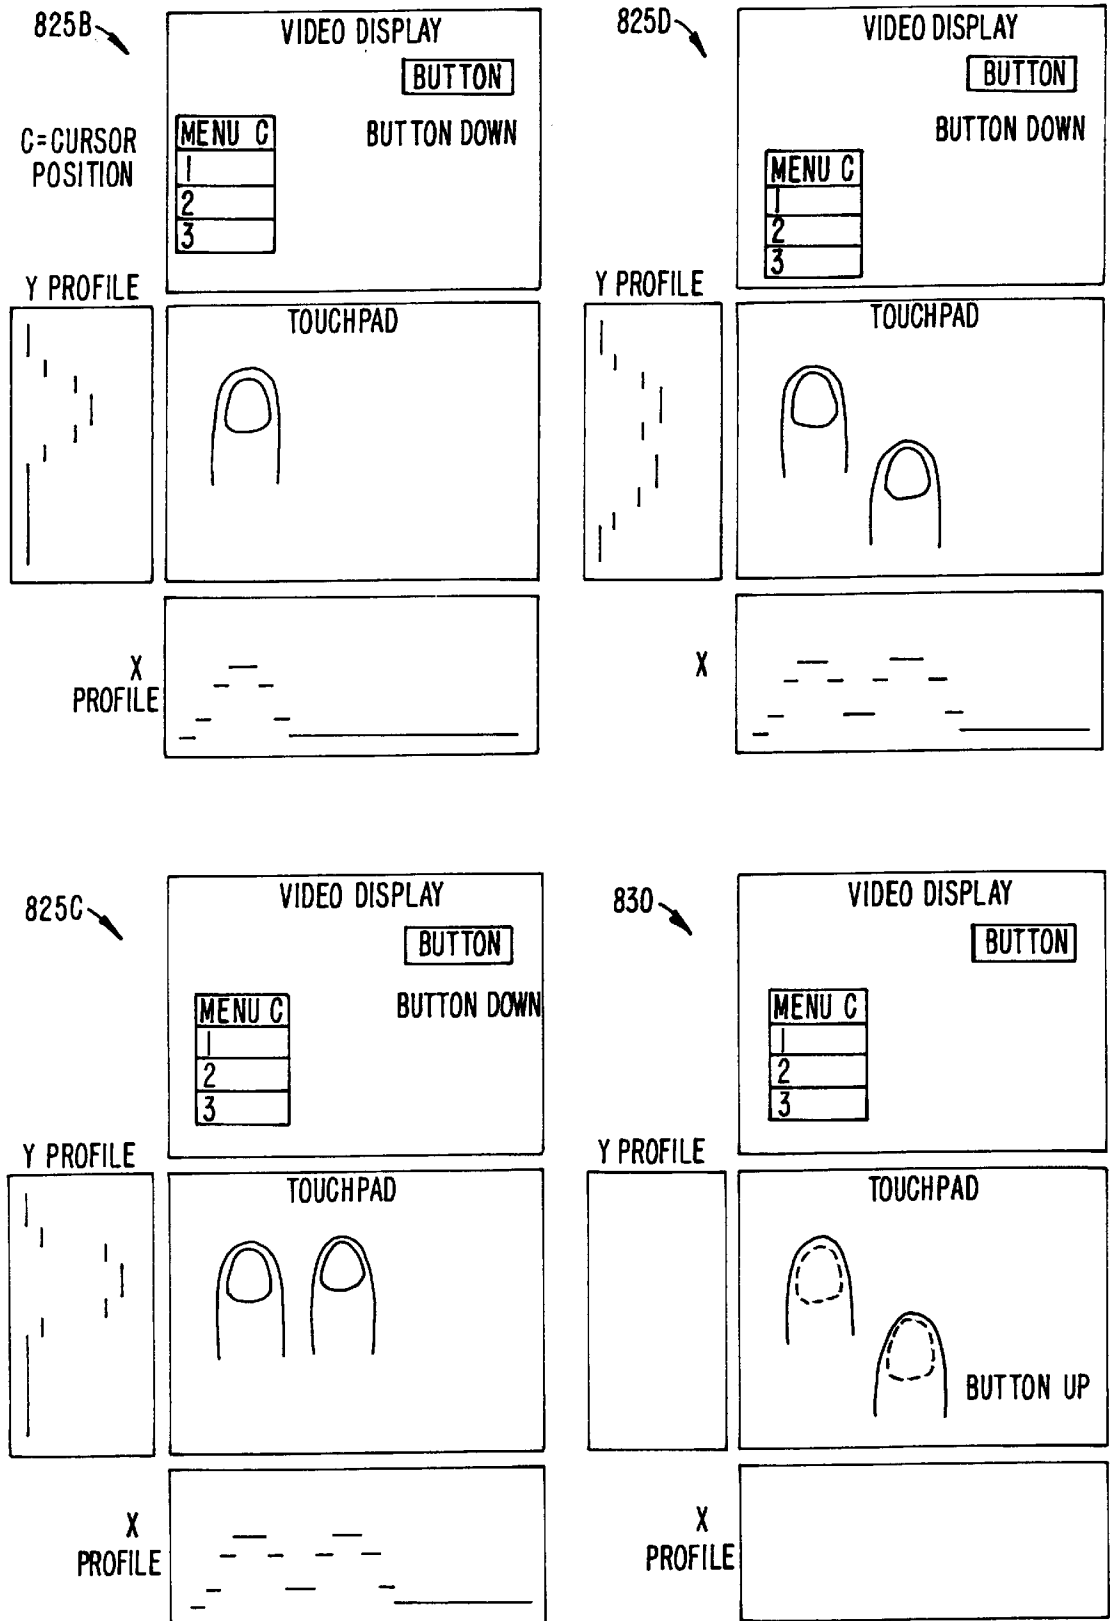 825B
VIDEO DISPLAY
BUTTON
C=CURSOR
POSITION
MENU C
BUTTON DOWN
1
2
3
Y PROFILE
TOUCHPAD
X
PROFILE
825D
VIDEO DISPLAY
BUTTON
BUTTON DOWN
MENU C
1
2
3
Y PROFILE
TOUCHPAD
X
825C
VIDEO DISPLAY
BUTTON
MENU C
BUTTON DOWN
1
2
3
Y PROFILE
TOUCHPAD
X
PROFILE
830
VIDEO DISPLAY
BUTTON
MENU C
1
2
3
Y PROFILE
TOUCHPAD
BUTTON UP
X
PROFILE